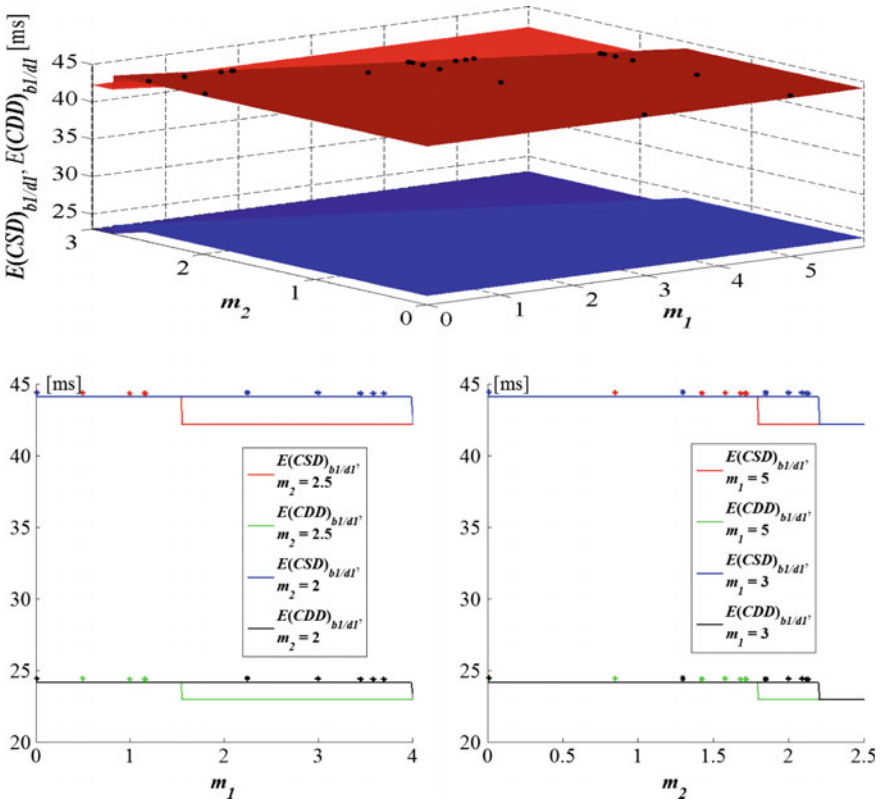 E(CSD)b1/d1, E(CDD)b1/d1 [ms]
45
40
35
30
25
3
2
1
0
m2
0
1
2
3
4
5
m1
45
[ms]
40
35
30
25
20
0
1
2
3
4
m1
E(CSD)b1/d1,
m2 = 2.5
E(CDD)b1/d1,
m2 = 2.5
E(CSD)b1/d1,
m2 = 2
E(CDD)b1/d1,
m2 = 2
45
[ms]
40
35
30
25
20
0
0.5
1
1.5
2
2.5
m2
E(CSD)b1/d1,
m1 = 5
E(CDD)b1/d1,
m1 = 5
E(CSD)b1/d1,
m1 = 3
E(CDD)b1/d1,
m1 = 3